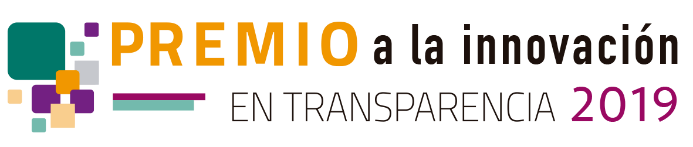 PREMIO a la innovación
EN TRANSPARENCIA 2019